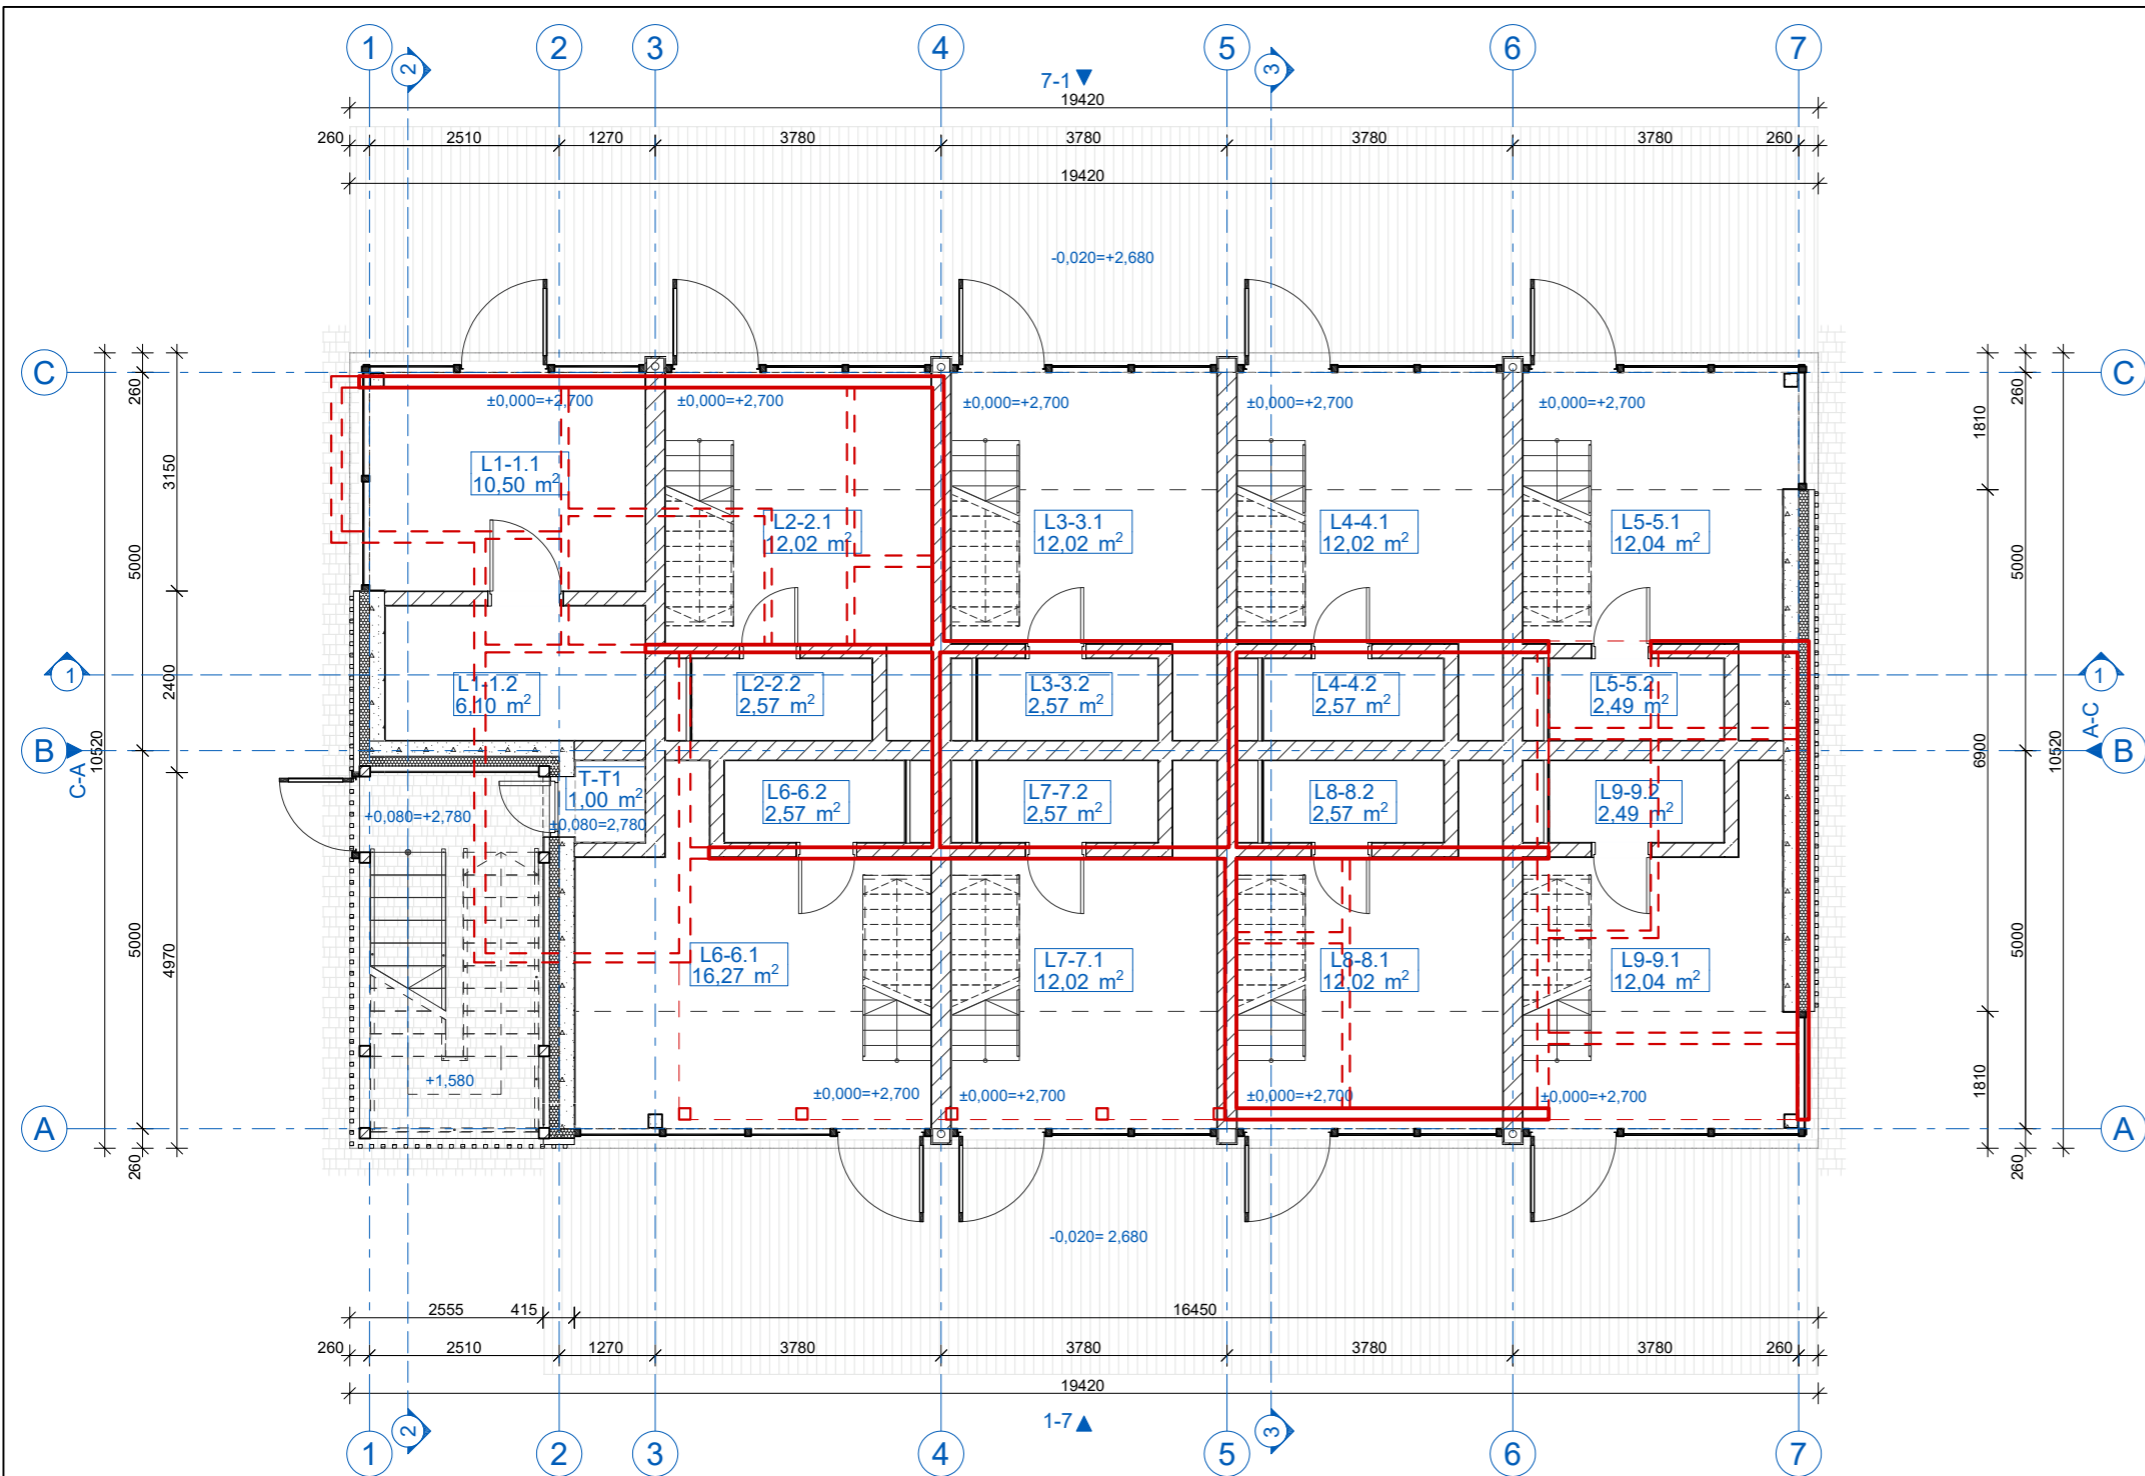 1
2
2
3
4
5
3
6
7
7-1
19420
260
2510
1270
3780
3780
3780
3780
260
19420
-0,020=+2,680
C
C
260
3150
5000
2400
10520
260
1810
5000
6900
10520
±0,000=+2,700
±0,000=+2,700
±0,000=+2,700
±0,000=+2,700
±0,000=+2,700
L1-1.1
10,50 m²
L2-2.1
12,02 m²
L3-3.1
12,02 m²
L4-4.1
12,02 m²
L5-5.1
12,04 m²
1
1
L1-1.2
6,10 m²
L2-2.2
2,57 m²
L3-3.2
2,57 m²
L4-4.2
2,57 m²
L5-5.2
2,49 m²
B
C-A
A-C
B
T-T1
1,00 m²
L6-6.2
2,57 m²
L7-7.2
2,57 m²
L8-8.2
2,57 m²
L9-9.2
2,49 m²
+0,080=+2,780
±0,080=2,780
5000
4970
5000
L6-6.1
16,27 m²
L7-7.1
12,02 m²
L8-8.1
12,02 m²
L9-9.1
12,04 m²
+1,580
±0,000=+2,700
±0,000=+2,700
±0,000=+2,700
±0,000=+2,700
1810
A
A
260
260
-0,020= 2,680
2555
415
16450
260
2510
1270
3780
3780
3780
3780
260
19420
1-7
1
2
2
3
4
5
3
6
7